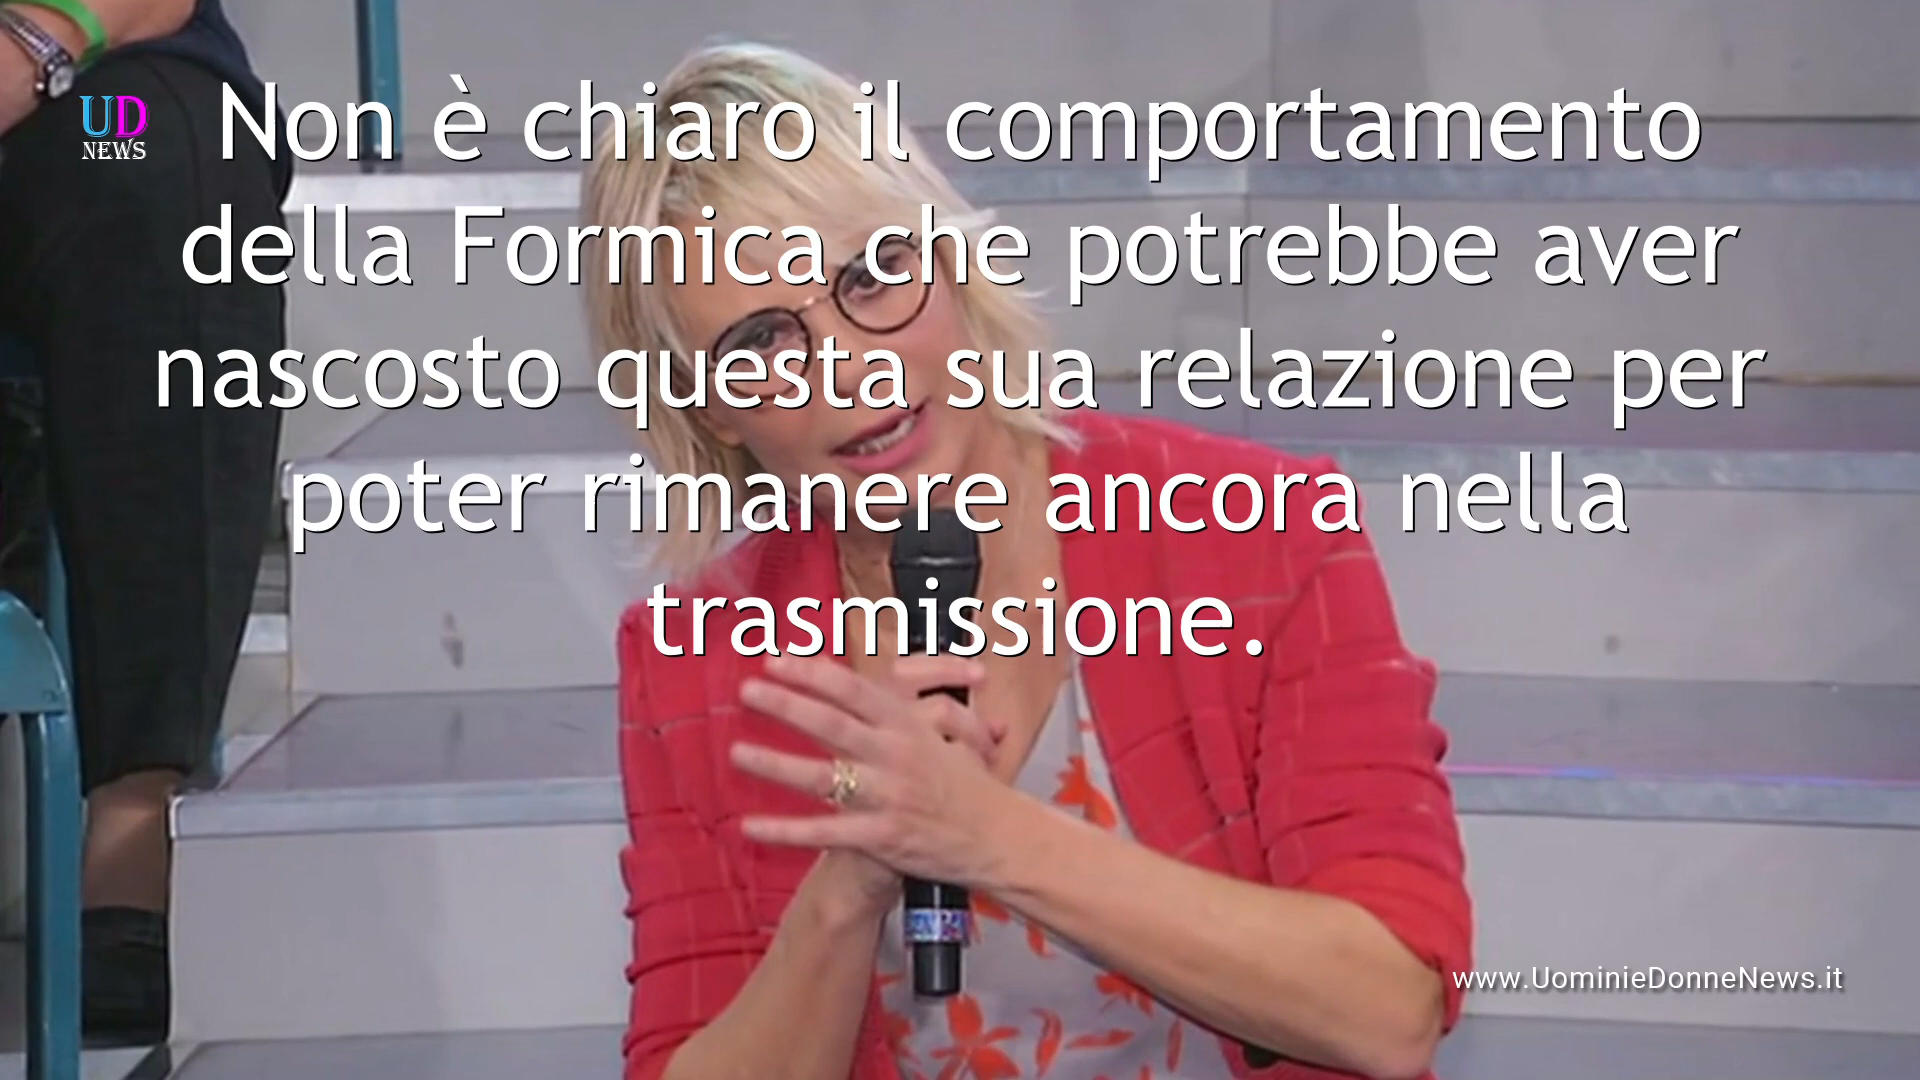 UD
NEWS
Non è chiaro il comportamento
della Formica che potrebbe aver
nascosto questa sua relazione per
poter rimanere ancora nella
trasmissione.
www.UominieDonneNews.it